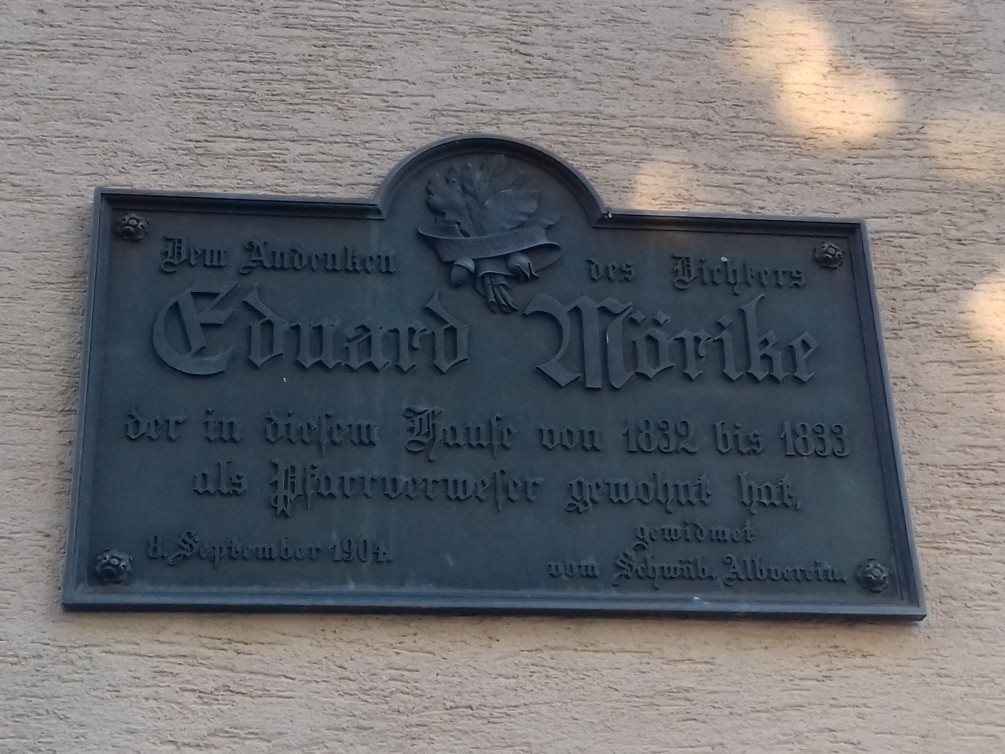 Dem Andenken des Dichters
Eduard Mörike
der in diesem Hause von 1832 bis 1833
als Pfarrverweser gewohnt hat,
gewidmet
8. September 1904. vom Schwäb. Albverein.